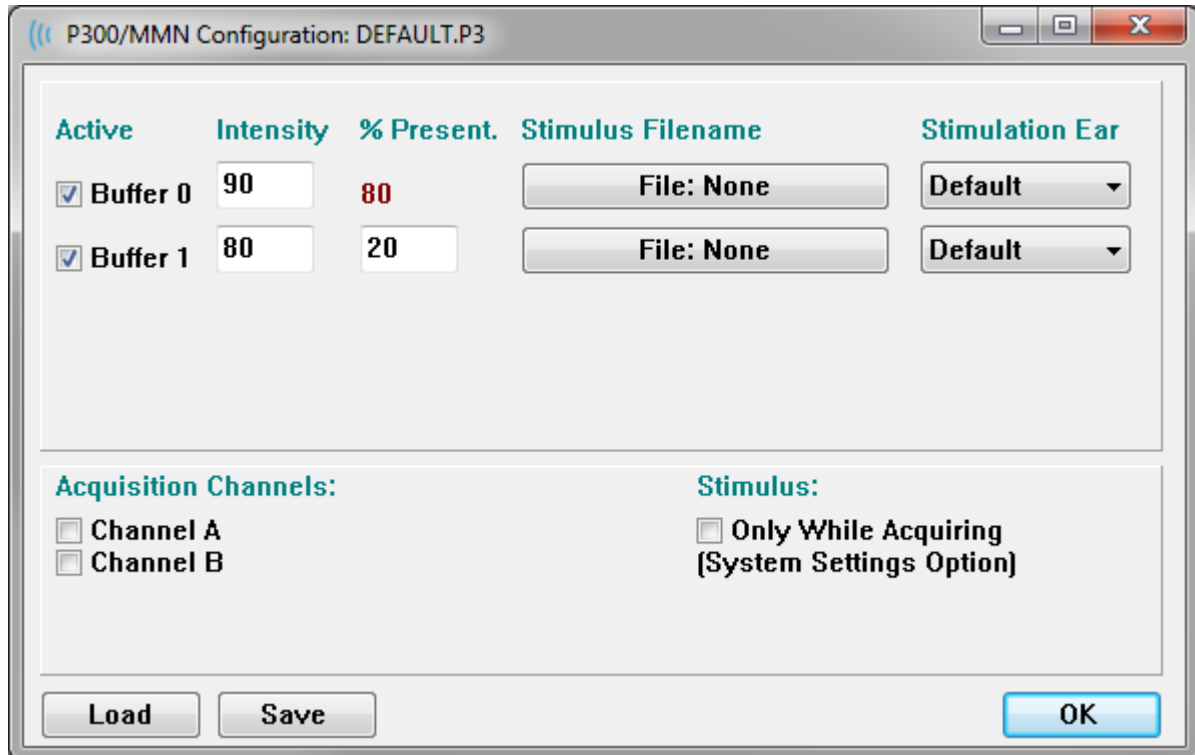 P300/MMN Configuration: DEFAULT.P3
Active Intensity % Present. Stimulus Filename Stimulation Ear
Buffer 0 90 80 File: None Default
Buffer 1 80 20 File: None Default
Acquisition Channels: Stimulus:
Channel A Only While Acquiring
Channel B (System Settings Option)
Load Save OK